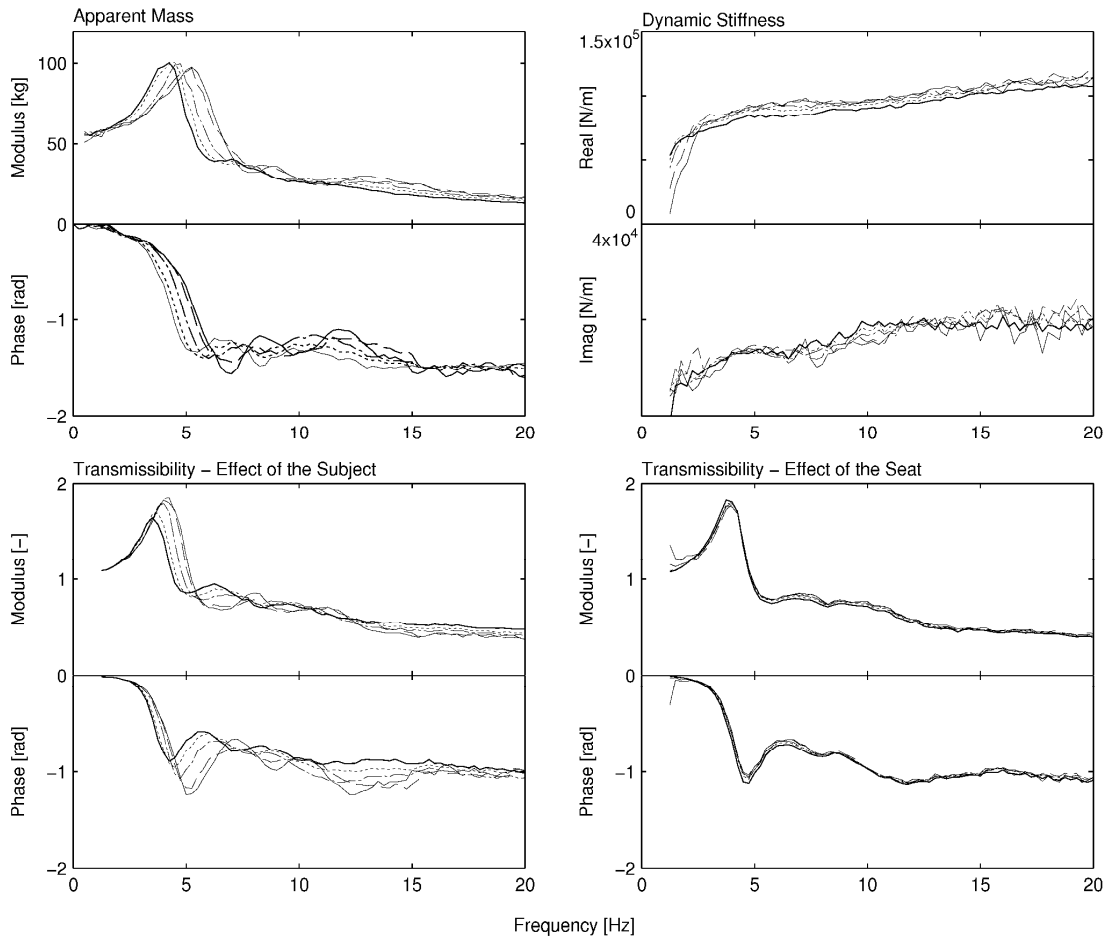 Apparent Mass
Modulus [kg]
100
50
0
Phase [rad]
−1
−2
0 5 10 15 20
Dynamic Stiffness
1.5x10^5
Real [N/m]
0
4x10^4
Imag [N/m]
0 5 10 15 20
Transmissibility − Effect of the Subject
2
Modulus [−]
1
0
Phase [rad]
−1
−2
0 5 10 15 20
Transmissibility − Effect of the Seat
2
Modulus [−]
1
0
Phase [rad]
−1
−2
0 5 10 15 20
Frequency [Hz]